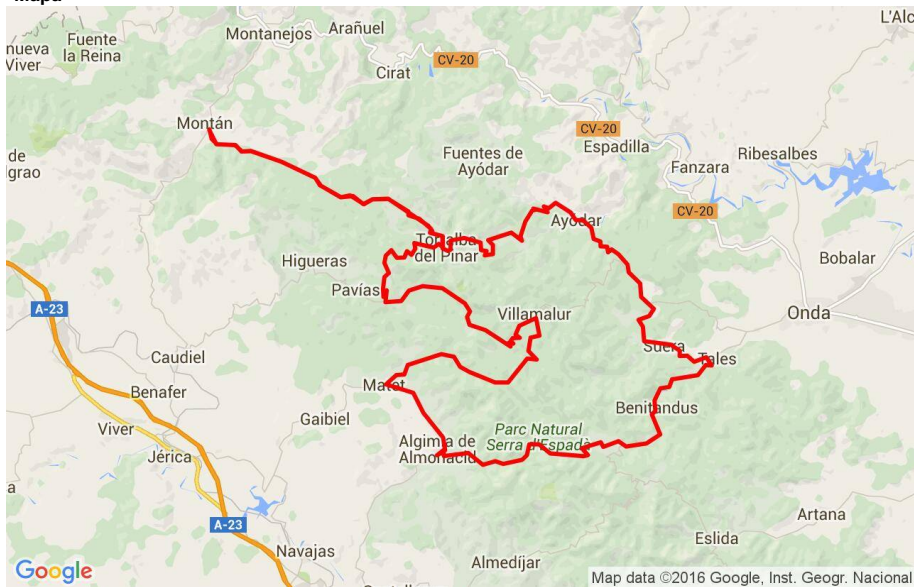 Mapa
L'Alc
Arañuel
Montanejos
Fuente
la Reina
nueva
Viver
CV-20
Cirat
Montán
CV-20
Espadilla
Ribesalbes
Fuentes de
Ayódar
de
grao
Fanzara
CV-20
Ayódar
Torralba
del Pinar
Higueras
Bobalar
Pavías
A-23
Villamalur
Onda
Sueras
Tales
Caudiel
Matet
Benafer
Benitandus
Gaibiel
Viver
Parc Natural
Serra d'Espadà
Algimia de
Almonacid
Jérica
a
A-23
Artana
Eslida
Navajas
Almedíjar
Google
Map data ©2016 Google, Inst. Geogr. Nacional